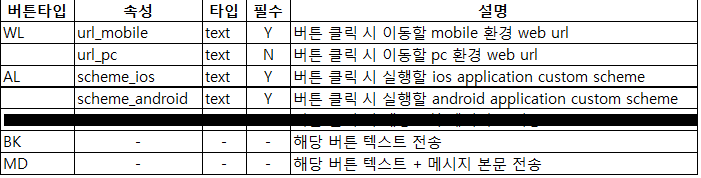 버튼타입 속성 타입 필수 설명
WL url_mobile text Y 버튼 클릭 시 이동할 mobile 환경 web url
url_pc text N 버튼 클릭 시 이동할 pc 환경 web url
AL scheme_ios text Y 버튼 클릭 시 실행할 ios application custom scheme
scheme_android text Y 버튼 클릭 시 실행할 android application custom scheme
BK - - - 해당 버튼 텍스트 전송
MD - - - 해당 버튼 텍스트 + 메시지 본문 전송